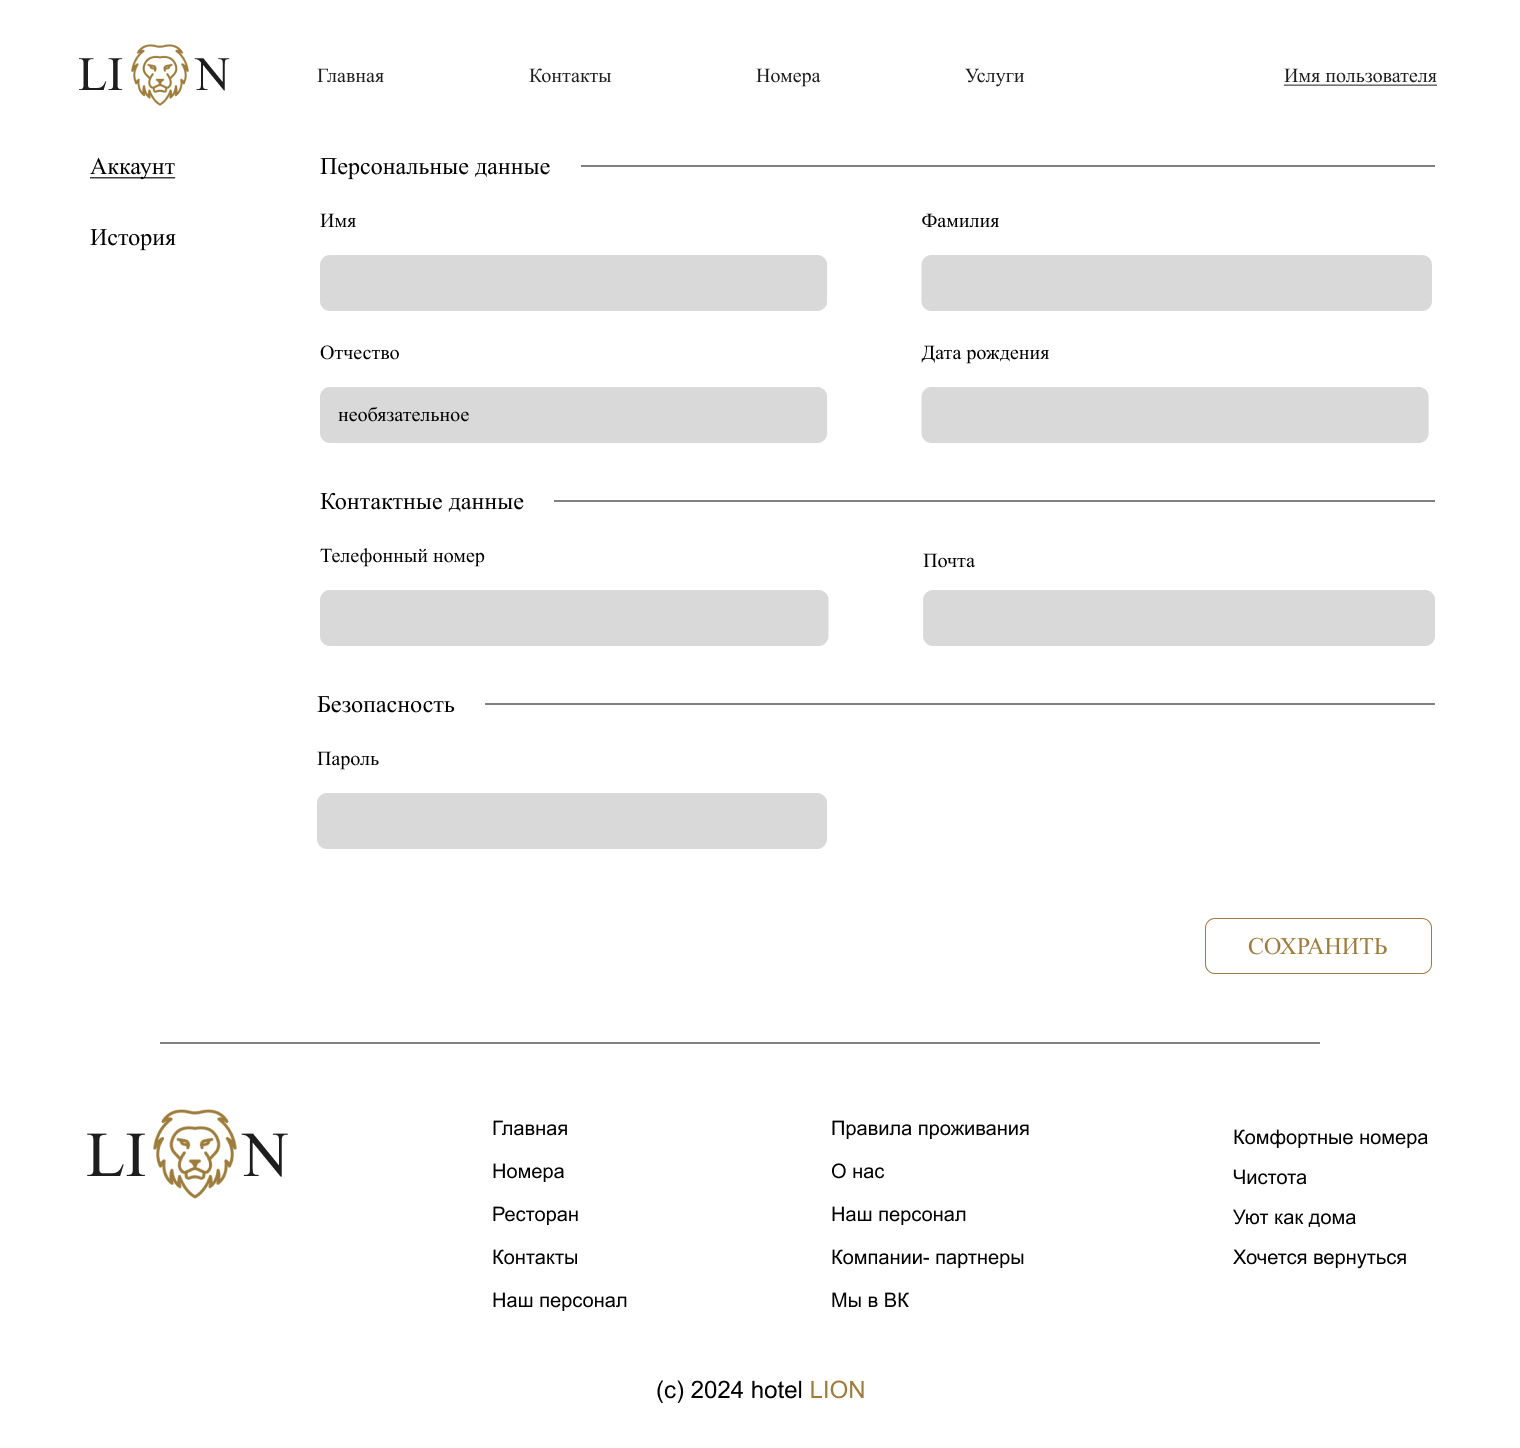 LION
Главная
Контакты
Номера
Услуги
Имя пользователя
Аккаунт
История
Персональные данные
Имя
Фамилия
Отчество
Дата рождения
необязательное
Контактные данные
Телефонный номер
Почта
Безопасность
Пароль
СОХРАНИТЬ
LION
Главная
Номера
Ресторан
Контакты
Наш персонал
Правила проживания
О нас
Наш персонал
Компании- партнеры
Мы в ВК
Комфортные номера
Чистота
Уют как дома
Хочется вернуться
(c) 2024 hotel LION